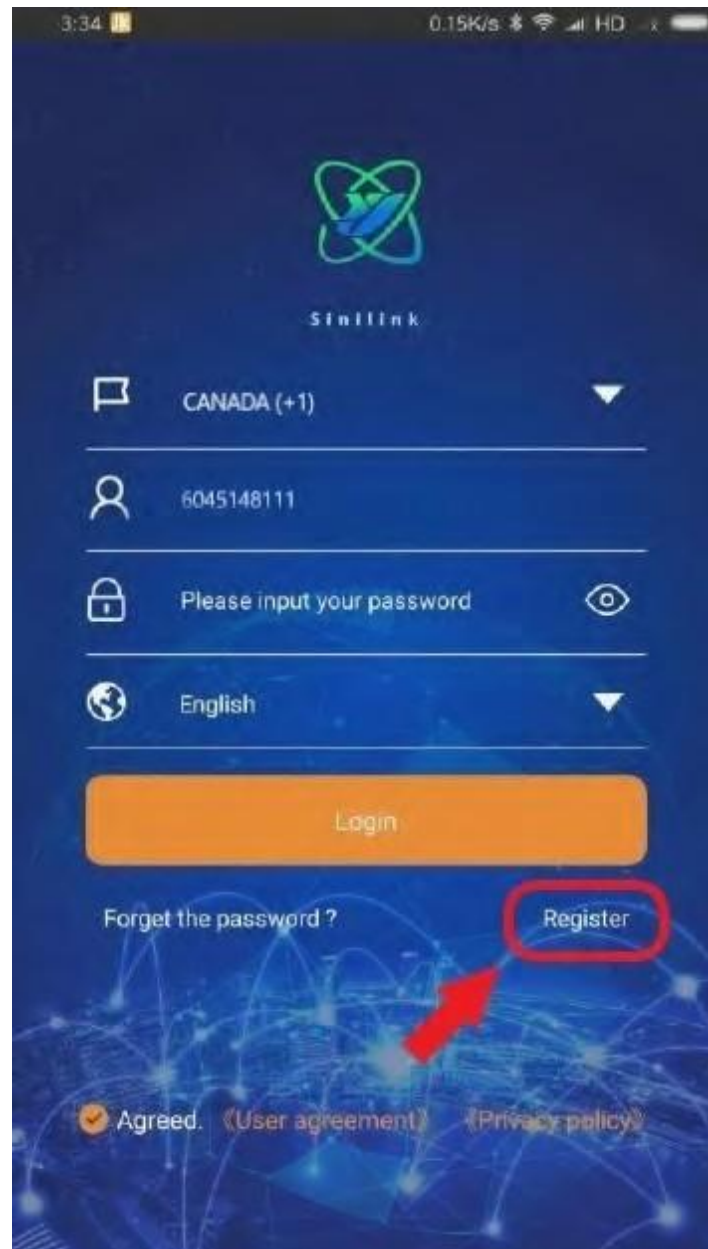 3:34 0.15K/s HD
Sinilink
CANADA (+1)
6045148111
Please input your password
English
Login
Forget the password ? Register
Agreed. 《User agreement》 《Privacy policy》